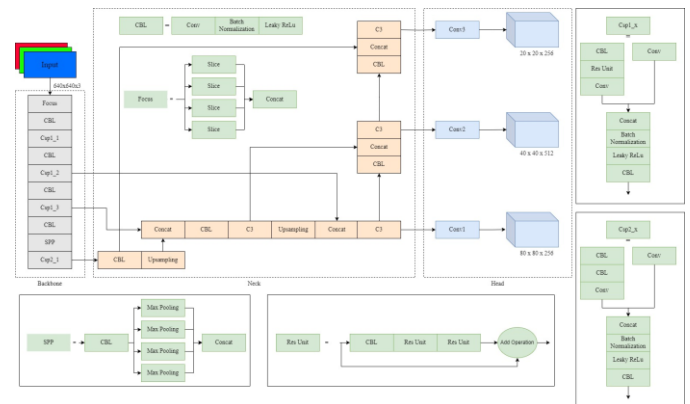 CBL = Conv Batch Normalization Leaky ReLu
Input
640x640x3
Focus
CBL
Csp1_1
CBL
Csp1_2
CBL
Csp1_3
CBL
SPP
Csp2_1
Backbone
Focus =
Slice
Slice
Slice
Slice
Concat
C3
Concat
CBL
C3
Concat
CBL
Concat CBL C3 Upsampling Concat C3
CBL Upsampling
Neck
Conv3
20 x 20 x 256
Conv2
40 x 40 x 512
Conv1
80 x 80 x 256
Head
Csp1_x
=
CBL
Res Unit
Conv
Conv
Concat
Batch
Normalization
Leaky ReLu
CBL
Csp2_x
=
CBL
CBL
Conv
Conv
Concat
Batch
Normalization
Leaky ReLu
CBL
SPP = CBL
Max Pooling
Max Pooling
Max Pooling
Max Pooling
Concat
Res Unit = CBL Res Unit Res Unit Add Operation